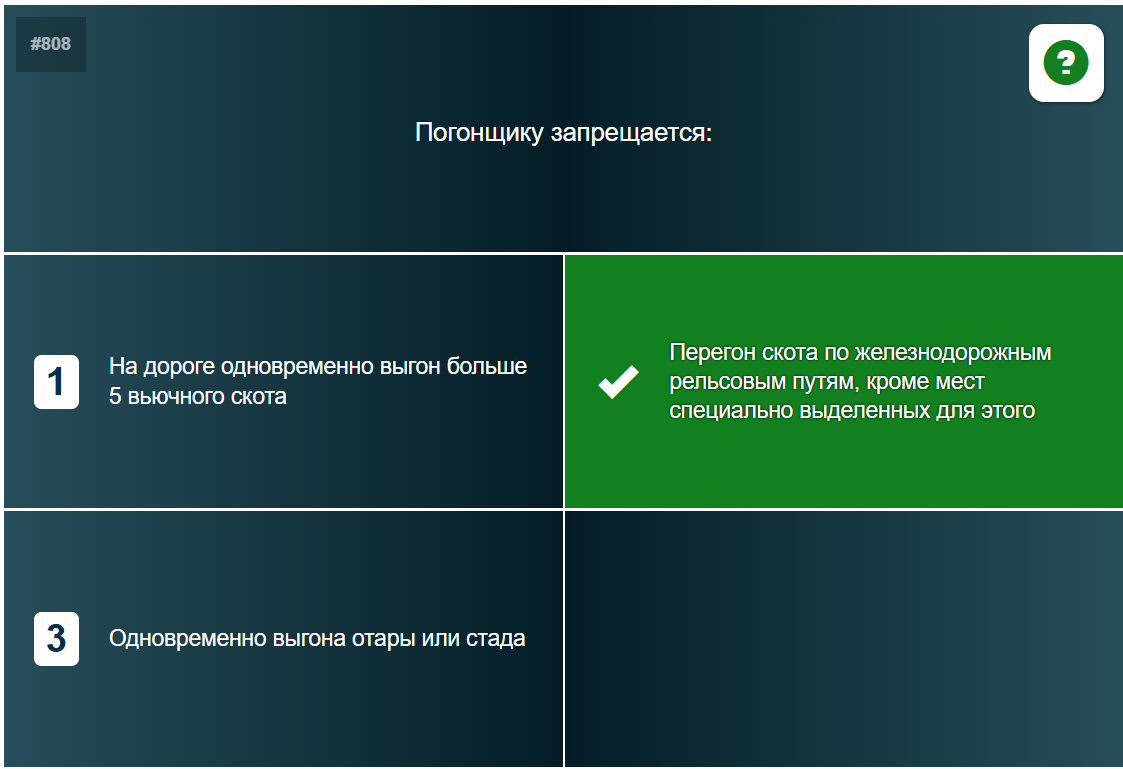 #808
?
Погонщику запрещается:
1
На дороге одновременно выгон больше
5 вьючного скота
Перегон скота по железнодорожным
рельсовым путям, кроме мест
специально выделенных для этого
3
Одновременно выгона отары или стада